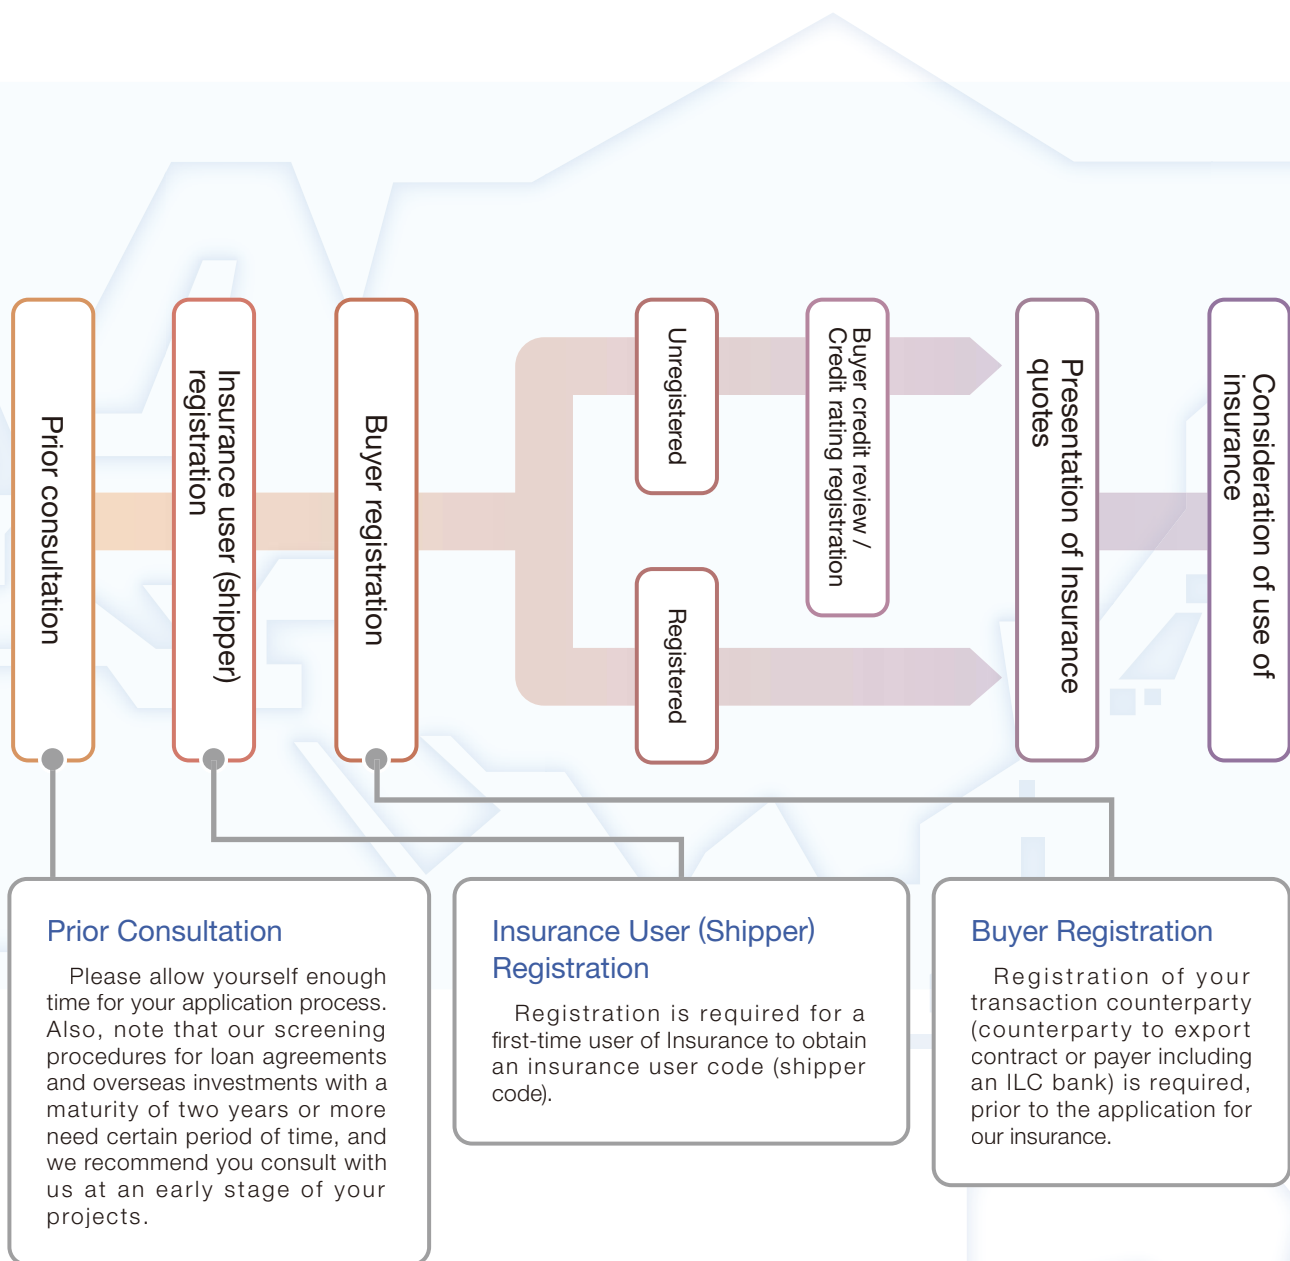 Prior consultation
Insurance user (shipper)
registration
Buyer registration
Unregistered
Registered
Buyer credit review /
Credit rating registration
Presentation of Insurance
quotes
Consideration of use of
insurance
Prior Consultation
Please allow yourself enough
time for your application process.
Also, note that our screening
procedures for loan agreements
and overseas investments with a
maturity of two years or more
need certain period of time, and
we recommend you consult with
us at an early stage of your
projects.
Insurance User (Shipper)
Registration
Registration is required for a
first-time user of Insurance to obtain
an insurance user code (shipper
code).
Buyer Registration
Registration of your
transaction counterparty
(counterparty to export
contract or payer including
an ILC bank) is required,
prior to the application for
our insurance.